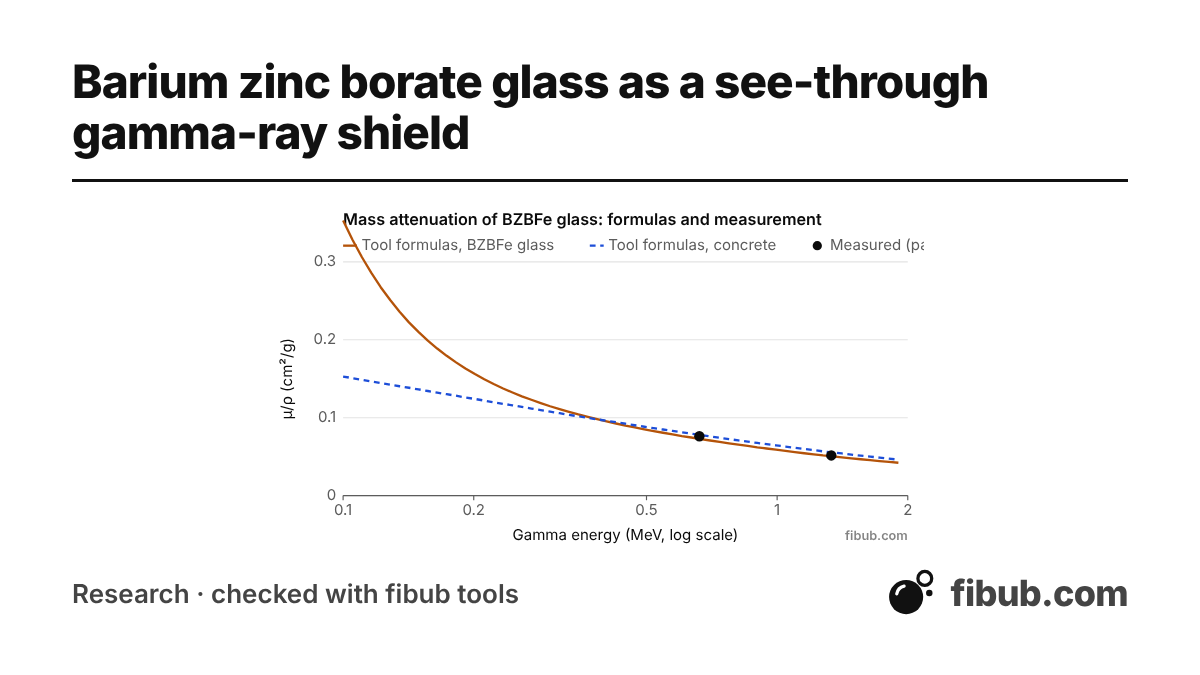 Barium zinc borate glass as a see-through
gamma-ray shield
Mass attenuation of BZBFe glass: formulas and measurement
Tool formulas, BZBFe glass Tool formulas, concrete Measured (pa
0.3
0.2
0.1
0
μ/ρ (cm²/g)
0.1 0.2 0.5 1 2
Gamma energy (MeV, log scale)
fibub.com
Research · checked with fibub tools
fibub.com